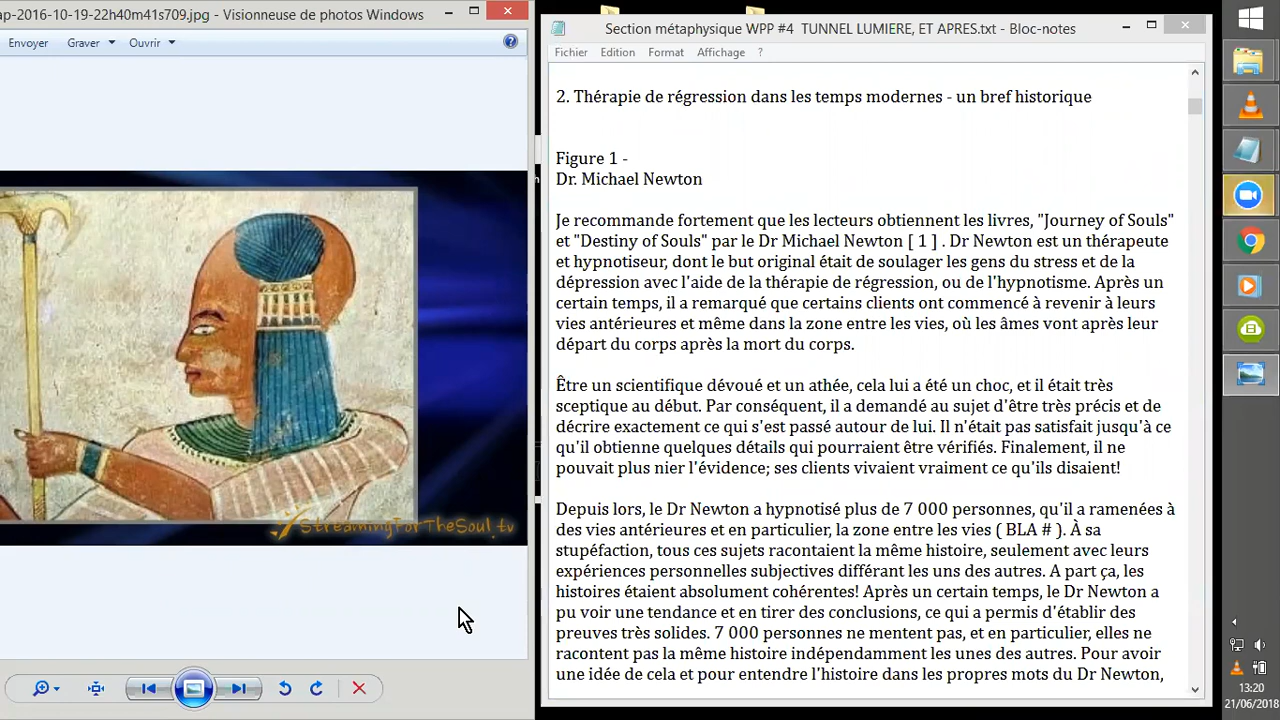 ap-2016-10-19-22h40m41s709.jpg - Visionneuse de photos Windows
Envoyer Graver Ouvrir
StreamingForTheSoul.tv
Section métaphysique WPP #4 TUNNEL LUMIERE, ET APRES.txt - Bloc-notes
Fichier Edition Format Affichage ?
2. Thérapie de régression dans les temps modernes - un bref historique
Figure 1 -
Dr. Michael Newton
Je recommande fortement que les lecteurs obtiennent les livres, "Journey of Souls"
et "Destiny of Souls" par le Dr Michael Newton [ 1 ] . Dr Newton est un thérapeute
et hypnotiseur, dont le but original était de soulager les gens du stress et de la
dépression avec l'aide de la thérapie de régression, ou de l'hypnotisme. Après un
certain temps, il a remarqué que certains clients ont commencé à revenir à leurs
vies antérieures et même dans la zone entre les vies, où les âmes vont après leur
départ du corps après la mort du corps.
Être un scientifique dévoué et un athée, cela lui a été un choc, et il était très
sceptique au début. Par conséquent, il a demandé au sujet d'être très précis et de
décrire exactement ce qui s'est passé autour de lui. Il n'était pas satisfait jusqu'à ce
qu'il obtienne quelques détails qui pourraient être vérifiés. Finalement, il ne
pouvait plus nier l'évidence; ses clients vivaient vraiment ce qu'ils disaient!
Depuis lors, le Dr Newton a hypnotisé plus de 7 000 personnes, qu'il a ramenées à
des vies antérieures et en particulier, la zone entre les vies ( BLA # ). À sa
stupéfaction, tous ces sujets racontaient la même histoire, seulement avec leurs
expériences personnelles subjectives différant les uns des autres. A part ça, les
histoires étaient absolument cohérentes! Après un certain temps, le Dr Newton a
pu voir une tendance et en tirer des conclusions, ce qui a permis d'établir des
preuves très solides. 7 000 personnes ne mentent pas, et en particulier, elles ne
racontent pas la même histoire indépendamment les unes des autres. Pour avoir
une idée de cela et pour entendre l'histoire dans les propres mots du Dr Newton,
13:20
21/06/2018